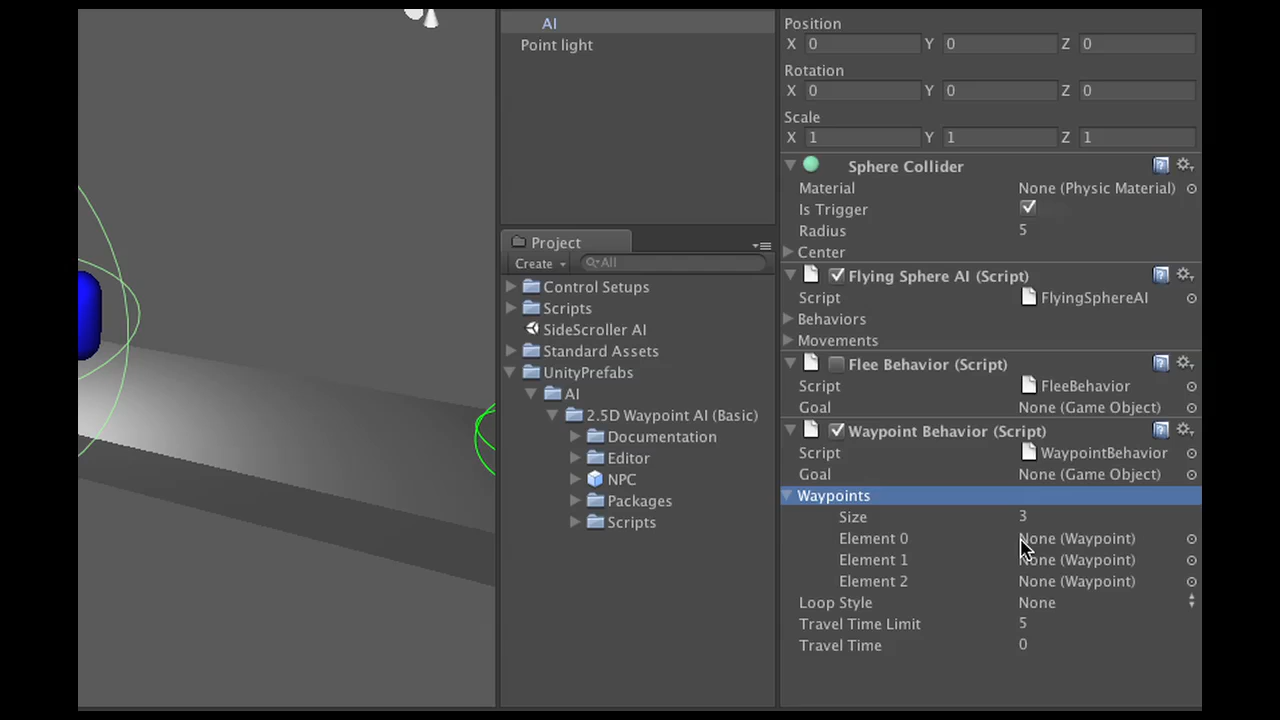 AI
Point light
Project
Create
All
Control Setups
Scripts
SideScroller AI
Standard Assets
UnityPrefabs
AI
2.5D Waypoint AI (Basic)
Documentation
Editor
NPC
Packages
Scripts
Position
X 0 Y 0 Z 0
Rotation
X 0 Y 0 Z 0
Scale
X 1 Y 1 Z 1
Sphere Collider
Material None (Physic Material)
Is Trigger
Radius 5
Center
Flying Sphere AI (Script)
Script FlyingSphereAI
Behaviors
Movements
Flee Behavior (Script)
Script FleeBehavior
Goal None (Game Object)
Waypoint Behavior (Script)
Script WaypointBehavior
Goal None (Game Object)
Waypoints
Size 3
Element 0 None (Waypoint)
Element 1 None (Waypoint)
Element 2 None (Waypoint)
Loop Style None
Travel Time Limit 5
Travel Time 0